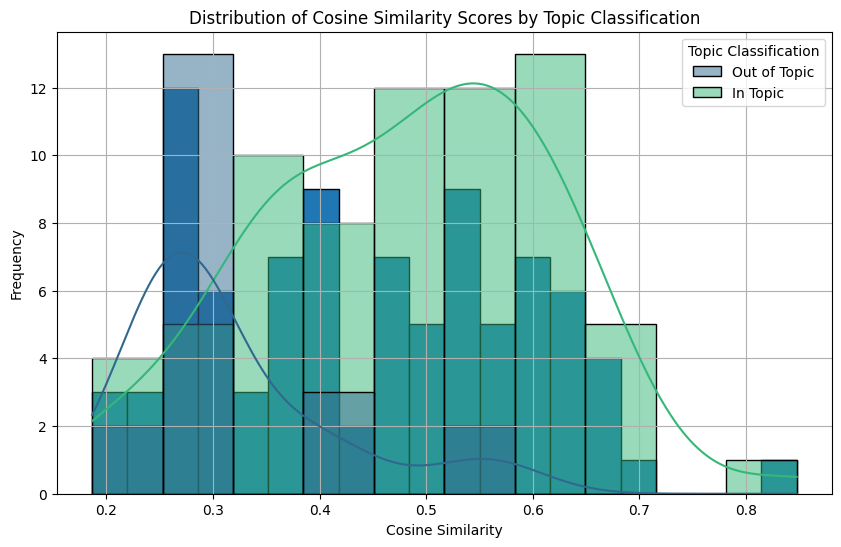 Distribution of Cosine Similarity Scores by Topic Classification
Topic Classification
Out of Topic
In Topic
Frequency
12
10
8
6
4
2
0
0.2 0.3 0.4 0.5 0.6 0.7 0.8
Cosine Similarity